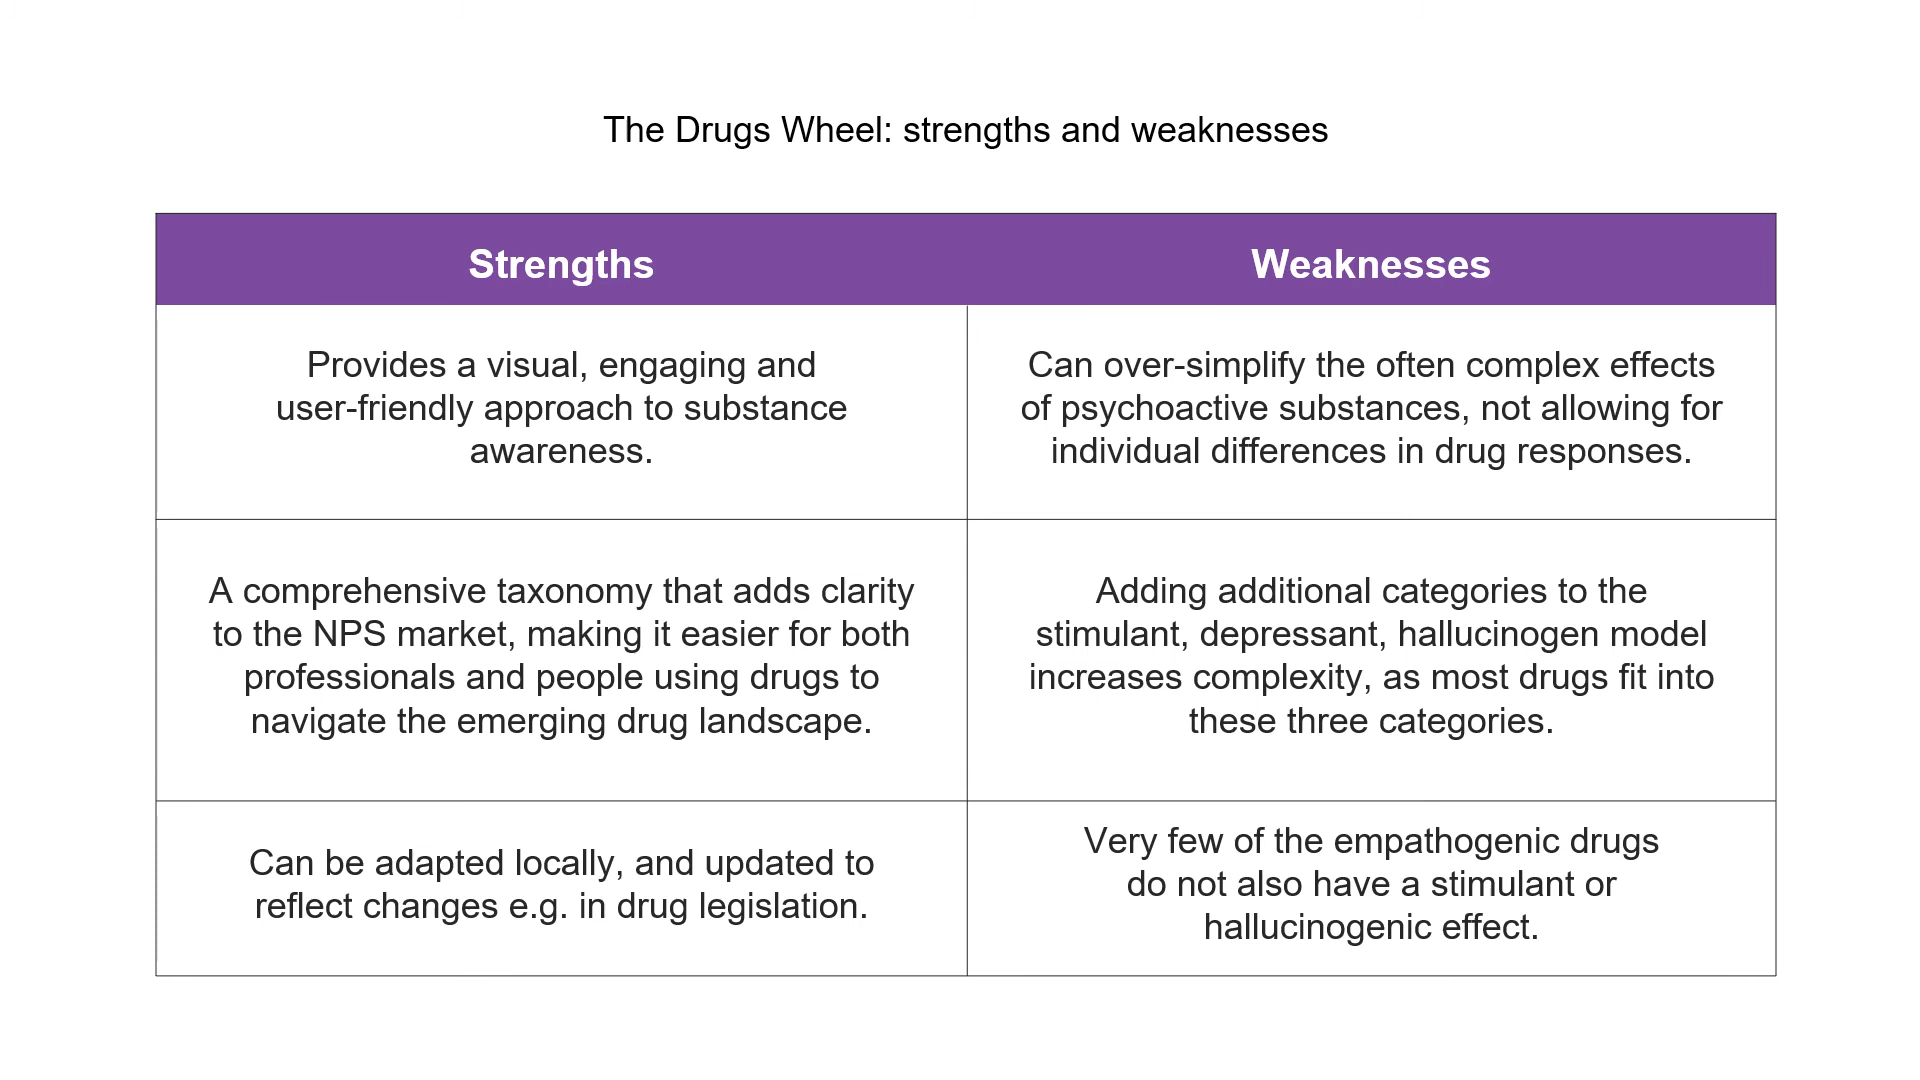 The Drugs Wheel: strengths and weaknesses
Strengths
Weaknesses
Provides a visual, engaging and
user-friendly approach to substance
awareness.
Can over-simplify the often complex effects
of psychoactive substances, not allowing for
individual differences in drug responses.
A comprehensive taxonomy that adds clarity
to the NPS market, making it easier for both
professionals and people using drugs to
navigate the emerging drug landscape.
Adding additional categories to the
stimulant, depressant, hallucinogen model
increases complexity, as most drugs fit into
these three categories.
Can be adapted locally, and updated to
reflect changes e.g. in drug legislation.
Very few of the empathogenic drugs
do not also have a stimulant or
hallucinogenic effect.